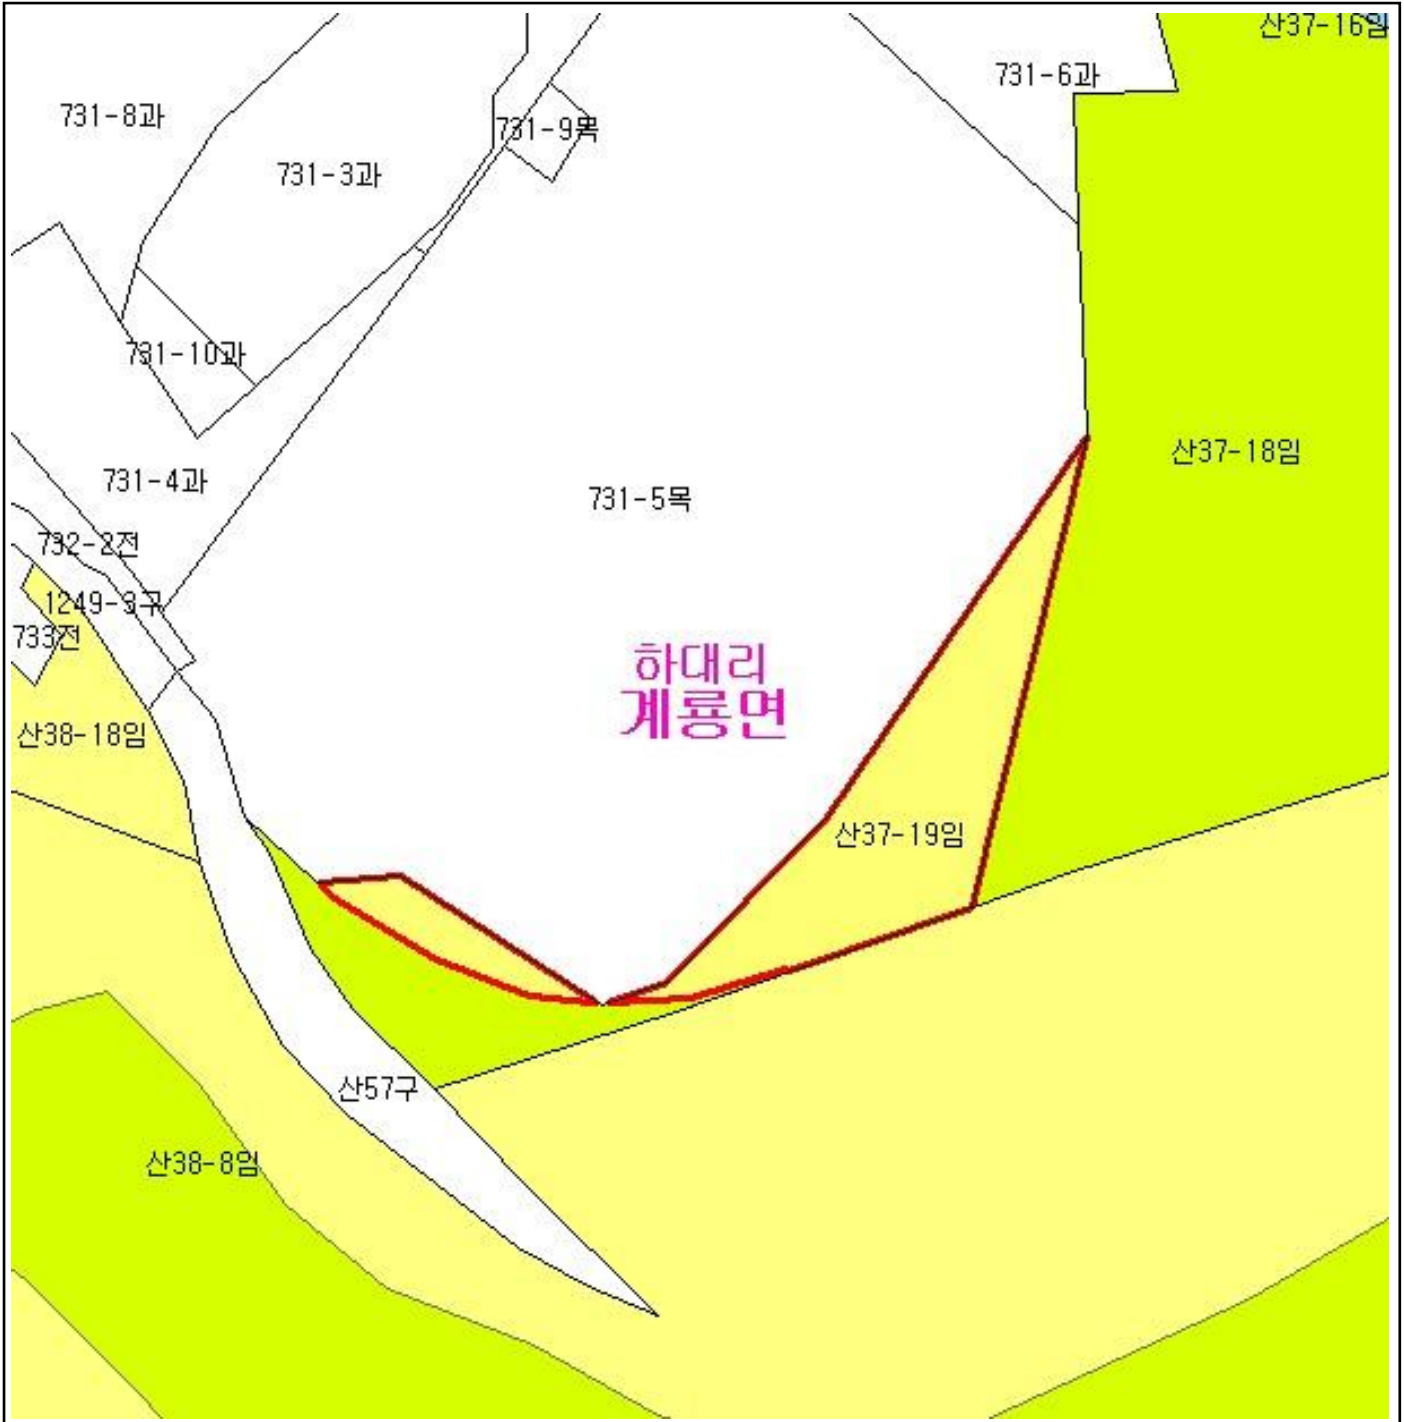 산37-16임
731-6과
731-8과
731-9목
731-3과
731-10과
산37-18임
731-4과
731-5목
732-2전
1249-3구
733전
하대리
계룡면
산38-18임
산37-19임
산57구
산38-8임